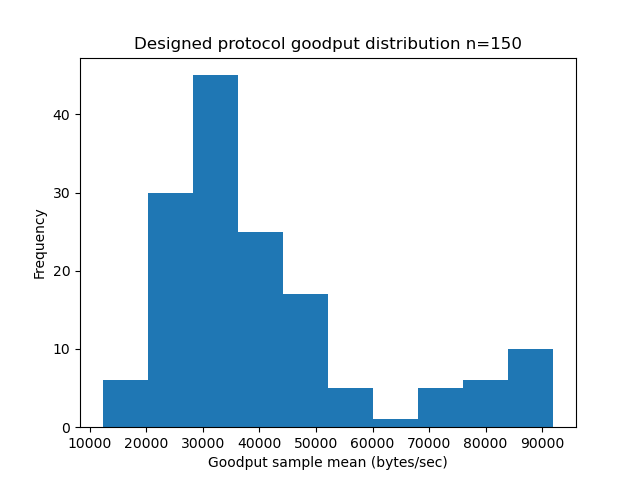 Designed protocol goodput distribution n=150
Frequency
40
30
20
10
0
10000 20000 30000 40000 50000 60000 70000 80000 90000
Goodput sample mean (bytes/sec)